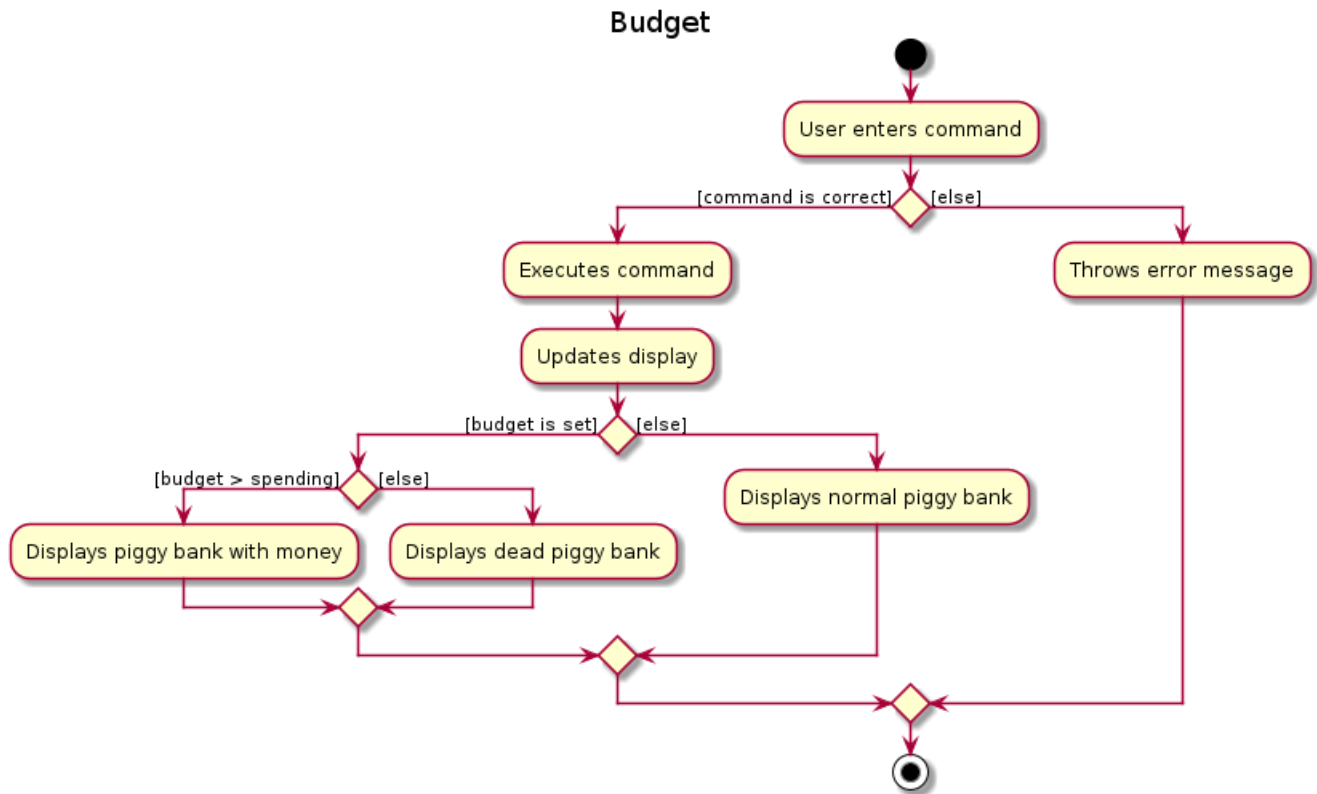 Budget
User enters command
[command is correct]
[else]
Executes command
Throws error message
Updates display
[budget is set]
[else]
[budget > spending]
[else]
Displays normal piggy bank
Displays piggy bank with money
Displays dead piggy bank